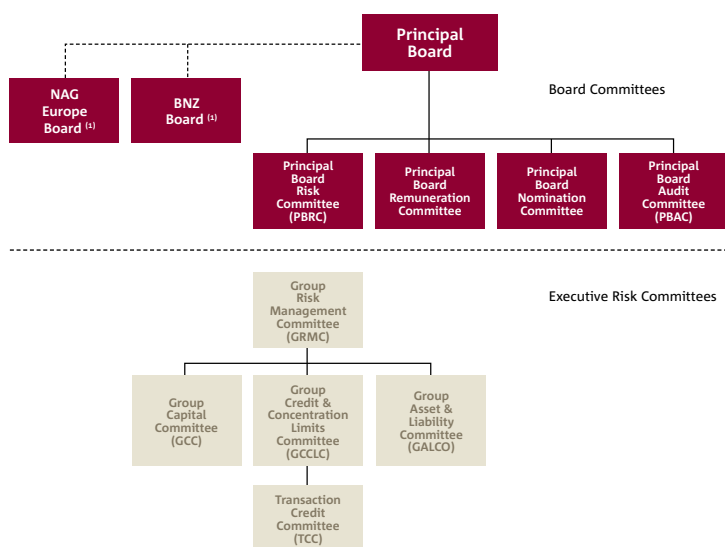 Principal
Board
NAG
Europe
Board (1)
BNZ
Board (1)
Board Committees
Principal
Board
Risk
Committee
(PBRC)
Principal
Board
Remuneration
Committee
Principal
Board
Nomination
Committee
Principal
Board
Audit
Committee
(PBAC)
Executive Risk Committees
Group
Risk
Management
Committee
(GRMC)
Group
Capital
Committee
(GCC)
Group
Credit &
Concentration
Limits
Committee
(GCCLC)
Group
Asset &
Liability
Committee
(GALCO)
Transaction
Credit
Committee
(TCC)